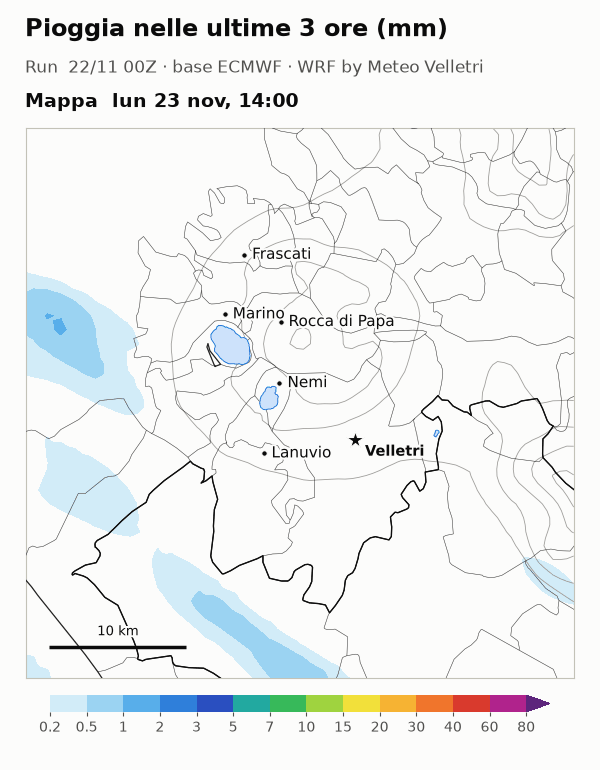 Pioggia nelle ultime 3 ore (mm)
Run  22/11 00Z · base ECMWF · WRF by Meteo Velletri
Mappa  lun 23 nov, 14:00
Frascati
Marino
Rocca di Papa
Nemi
Velletri
Lanuvio
10 km
0.2 0.5 1 2 3 5 7 10 15 20 30 40 60 80